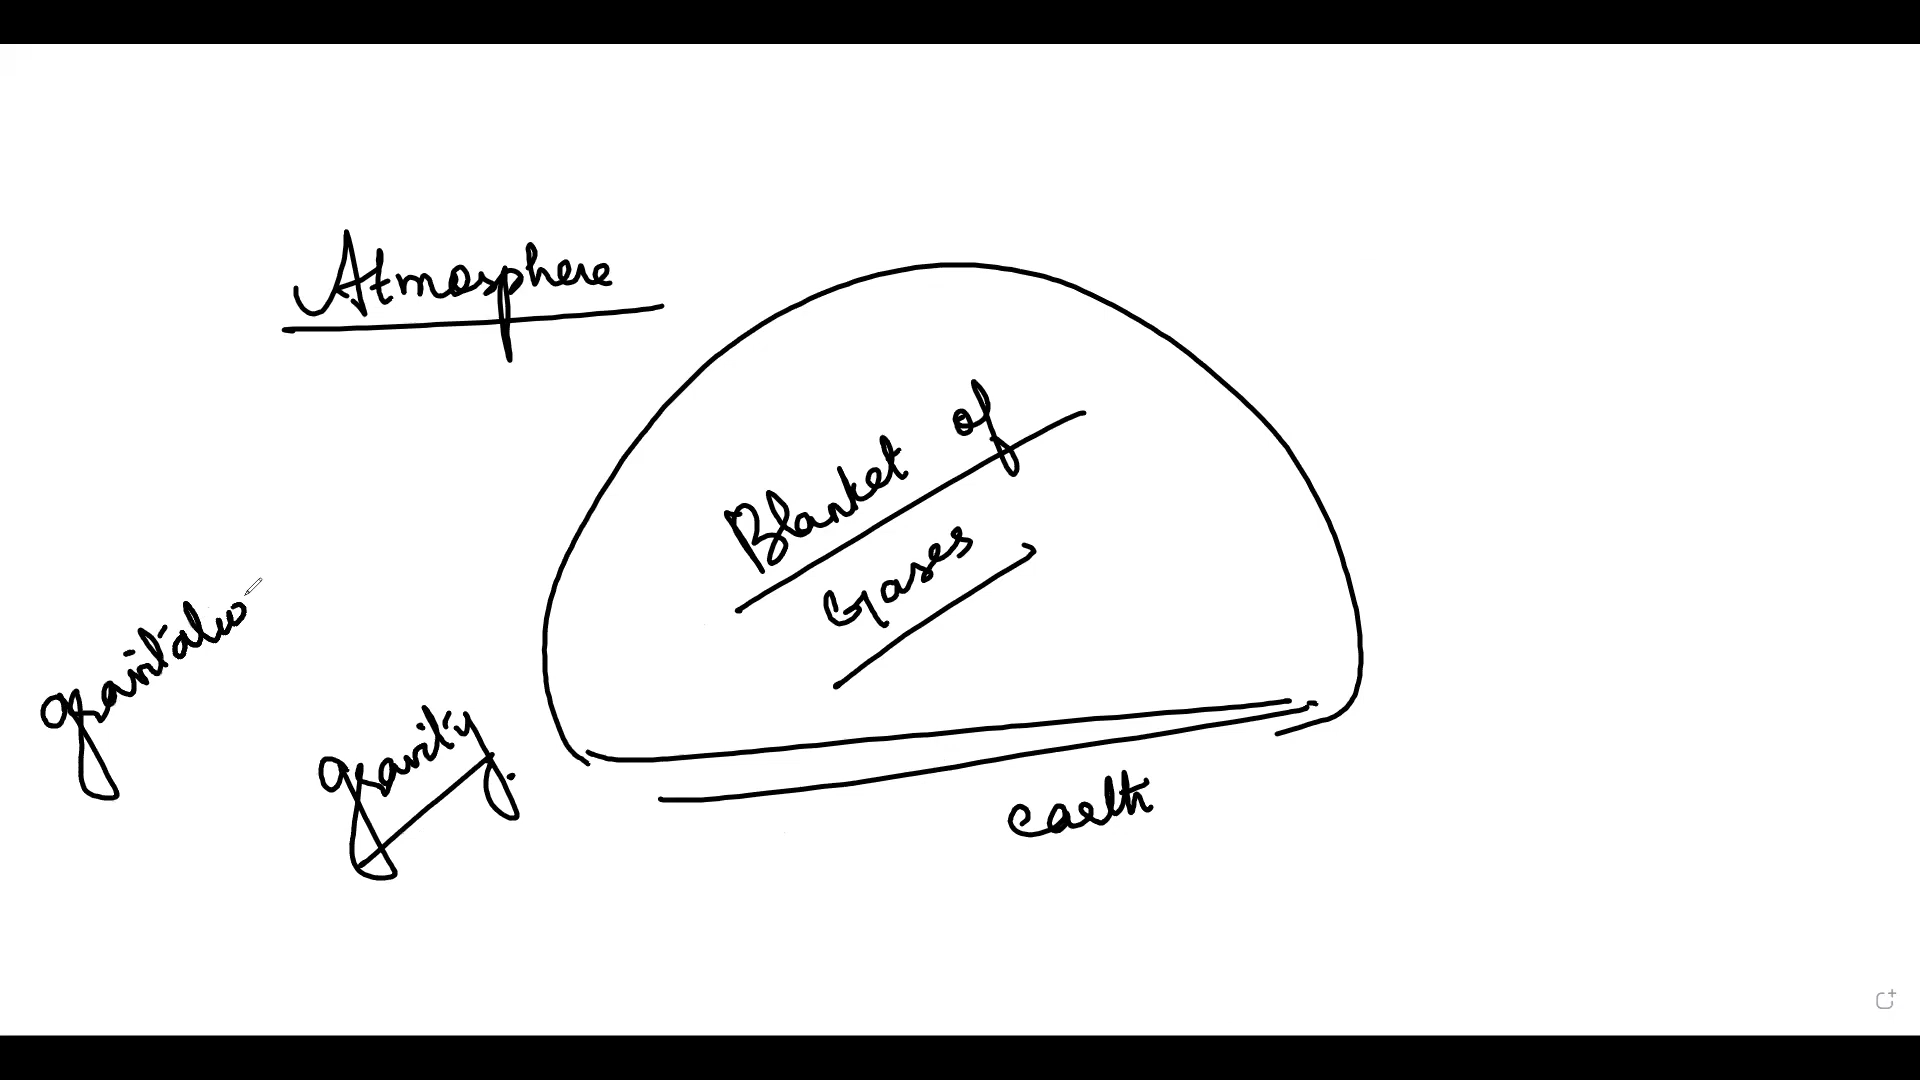 Atmosphere
Blanket of
Gases
gravitatio
gravity.
earth